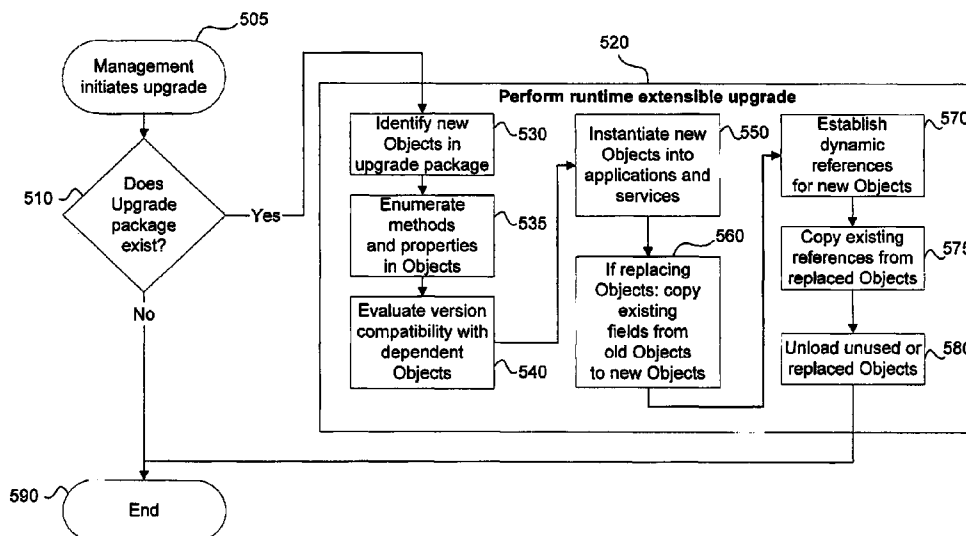 505
Management
initiates upgrade
510
Does
Upgrade
package
exist?
Yes
No
520
Perform runtime extensible upgrade
Identify new
Objects in
upgrade package
530
Enumerate
methods
and properties
in Objects
535
Evaluate version
compatibility with
dependent
Objects
540
Instantiate new
Objects into
applications and
services
550
If replacing
Objects: copy
existing
fields from
old Objects
to new Objects
560
Establish
dynamic
references
for new Objects
570
Copy existing
references from
replaced Objects
575
Unload unused or
replaced Objects
580
590
End